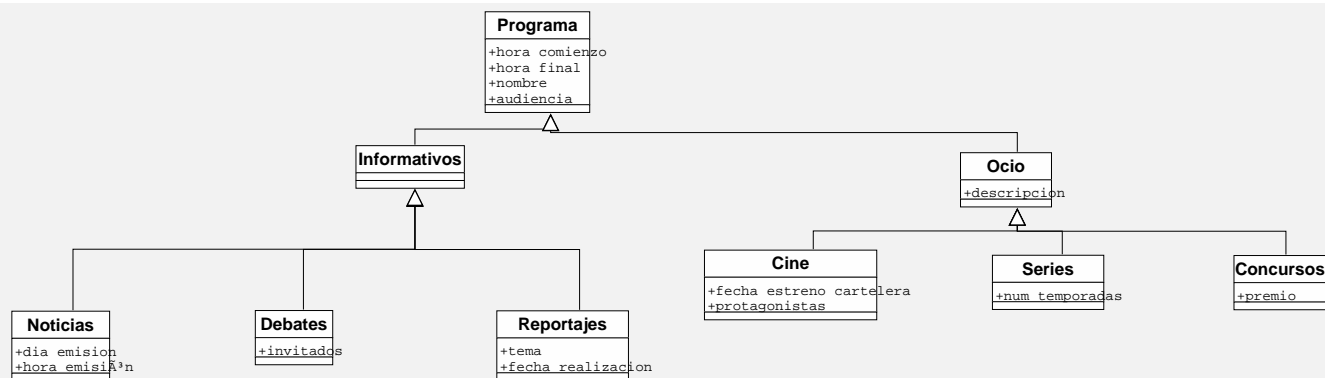 Programa
+hora comienzo
+hora final
+nombre
+audiencia
Informativos
Ocio
+descripcion
Cine
+fecha estreno cartelera
+protagonistas
Series
+num temporadas
Concursos
+premio
Noticias
+dia emision
+hora emisiÃ³n
Debates
+invitados
Reportajes
+tema
+fecha realizacion